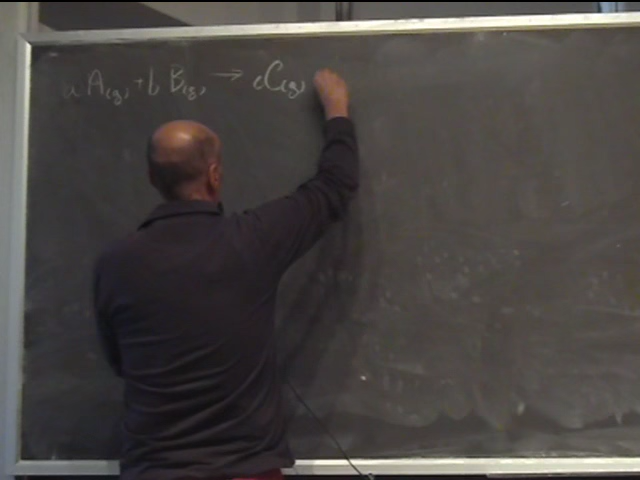 a A(g) + b B(g) → c C(g)